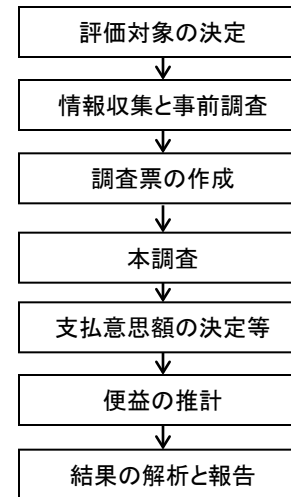 評価対象の決定
情報収集と事前調査
調査票の作成
本調査
支払意思額の決定等
便益の推計
結果の解析と報告